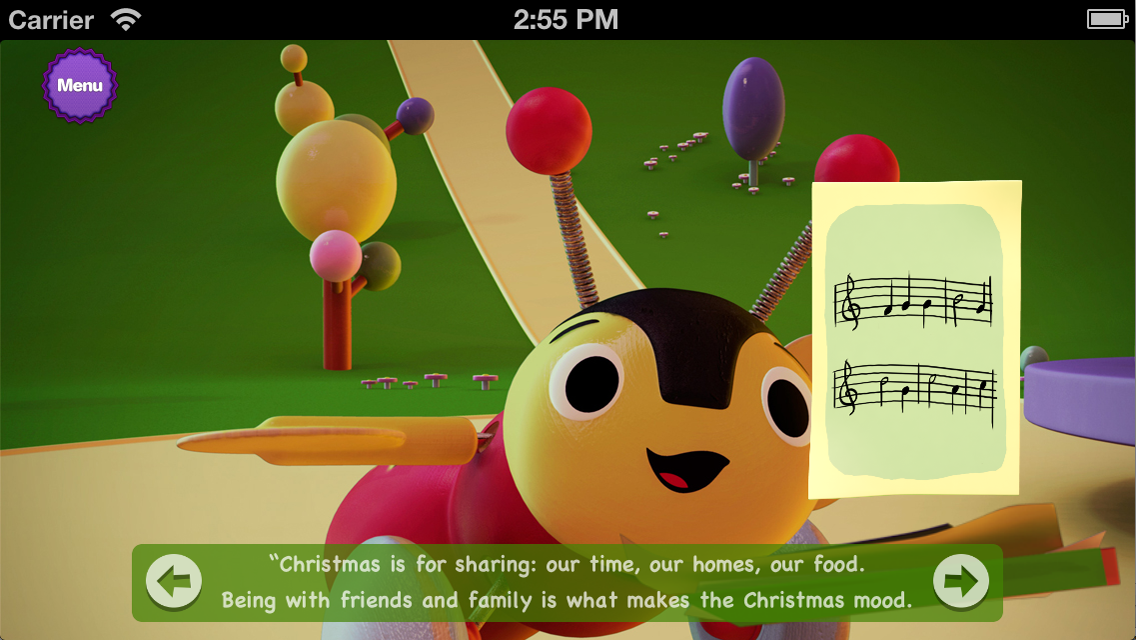 Carrier 2:55 PM
Menu
“Christmas is for sharing: our time, our homes, our food.
Being with friends and family is what makes the Christmas mood.